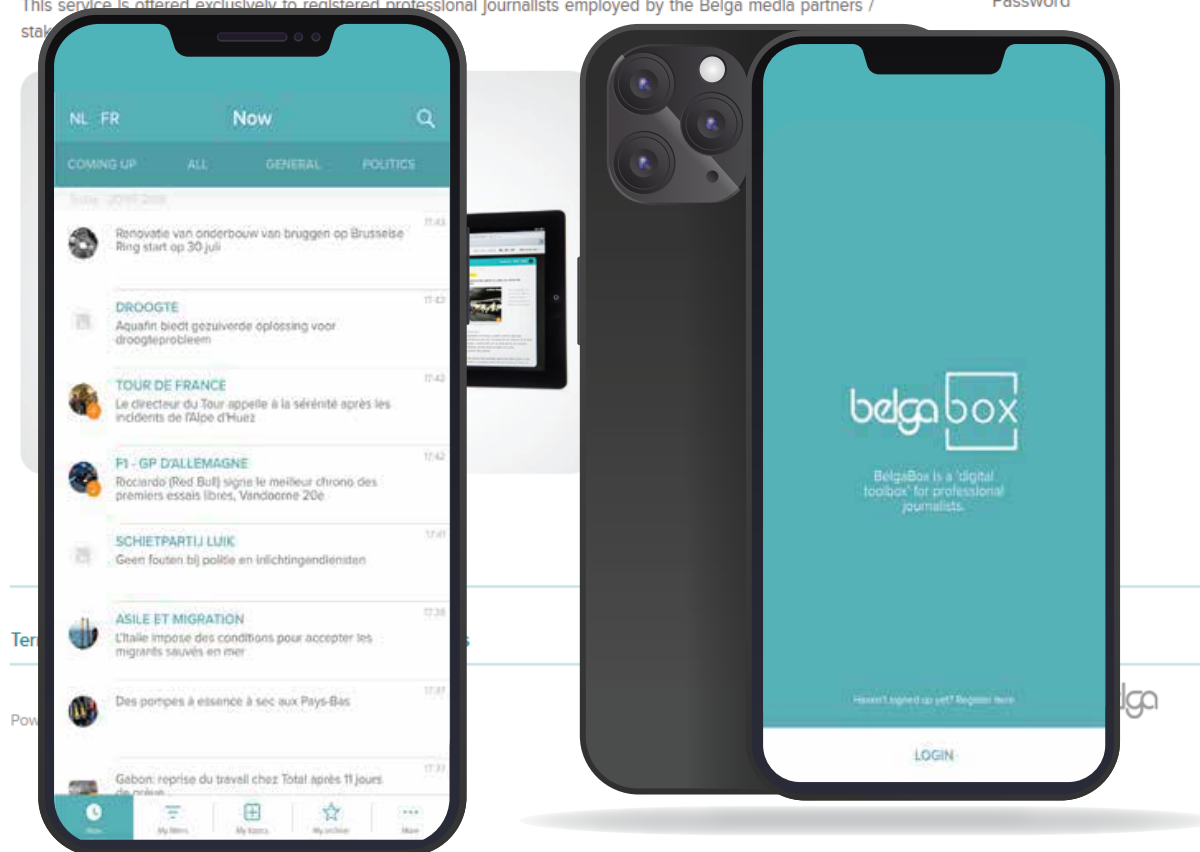 This service is offered exclusively to registered professional journalists employed by the Belga media partners /
Password
NL FR
Now
COMING UP
ALL
GENERAL
POLITICS
17:43
Renovatie van onderbouw van bruggen op Brusselse
Ring start op 30 juli
17:43
DROOGTE
Aquafin biedt gezuiverde oplossing voor
droogteprobleem
17:42
TOUR DE FRANCE
Le directeur du Tour appelle à la sérénité après les
incidents de l'Alpe d'Huez
17:42
F1 - GP D'ALLEMAGNE
Ricciardo (Red Bull) signe le meilleur chrono des
premiers essais libres, Vandoorne 20e
17:41
SCHIETPARTIJ LUIK
Geen fouten bij politie en inlichtingendiensten
17:38
ASILE ET MIGRATION
L'Italie impose des conditions pour accepter les
migrants sauvés en mer
17:37
Des pompes à essence à sec aux Pays-Bas
17:33
Gabon: reprise du travail chez Total après 11 jours
de grève
Now
My filters
My topics
My archive
More
belga box
BelgaBox is a 'digital
toolbox' for professional
journalists.
Haven't signed up yet? Register here
LOGIN